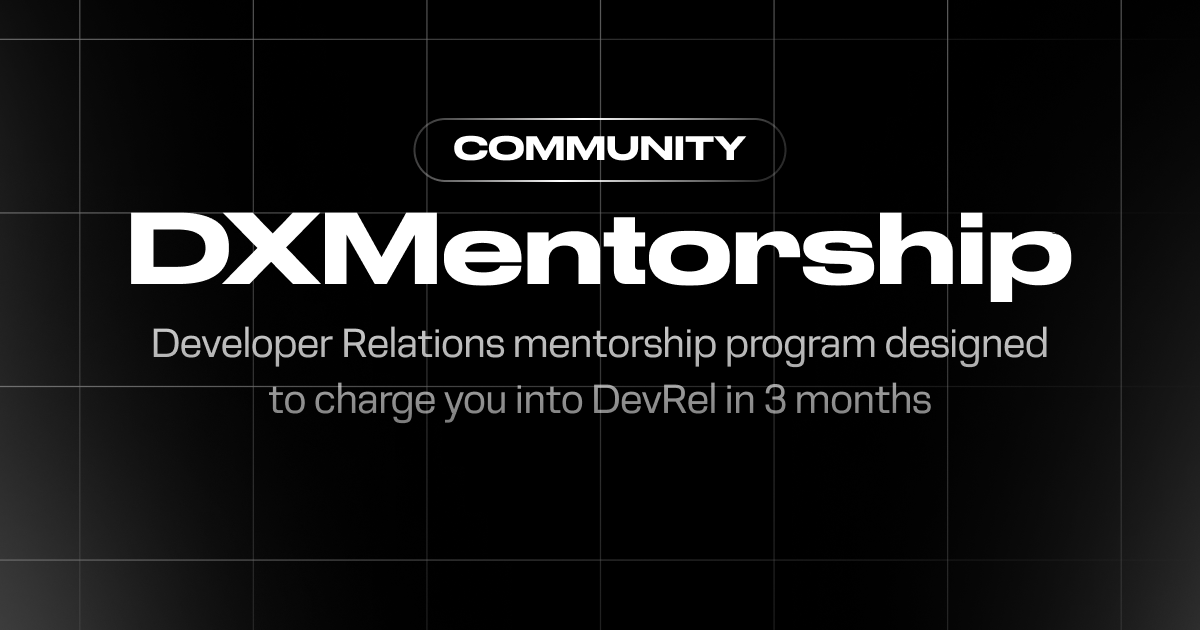 COMMUNITY
DXMentorship
Developer Relations mentorship program designed
to charge you into DevRel in 3 months